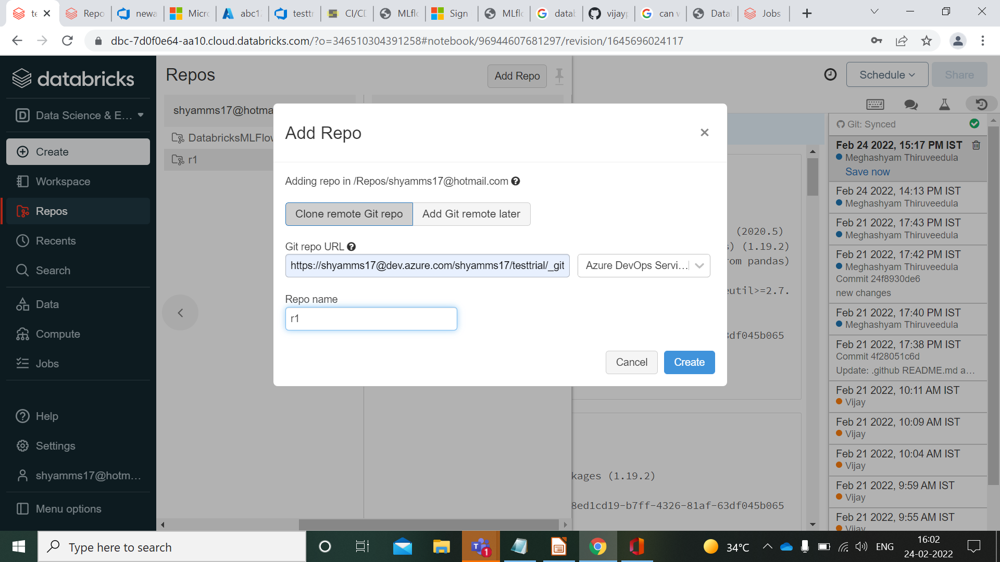 te
Repo
newa
Micro
abc1
testtr
CI/CD
MLflo
Sign
MLflo
datab
vijayp
can v
Data
Jobs
dbc-7d0f0e64-aa10.cloud.databricks.com/?o=346510304391258#notebook/96944607681297/revision/1645696024117
databricks
Data Science & E...
Create
Workspace
Repos
Recents
Search
Data
Compute
Jobs
Help
Settings
shyamms17@hotm...
Menu options
Repos
Add Repo
shyamms17@hotma
DatabricksMLFlow
r1
Schedule
Share
Add Repo
Adding repo in /Repos/shyamms17@hotmail.com
Clone remote Git repo
Add Git remote later
Git repo URL
https://shyamms17@dev.azure.com/shyamms17/testtrial/_git
Azure DevOps Servi...
Repo name
r1
Cancel
Create
(2020.5)
) (1.19.2)
om pandas)
util>=2.7.
df045b065
kages (1.19.2)
8ed1cd19-b7ff-4326-81af-63df045b065
Git: Synced
Feb 24 2022, 15:17 PM IST
Meghashyam Thiruveedula
Save now
Feb 24 2022, 14:13 PM IST
Meghashyam Thiruveedula
Feb 21 2022, 17:43 PM IST
Meghashyam Thiruveedula
Feb 21 2022, 17:42 PM IST
Meghashyam Thiruveedula
Commit 24f8930de6
new changes
Feb 21 2022, 17:40 PM IST
Meghashyam Thiruveedula
Feb 21 2022, 17:38 PM IST
Commit 4f28051c6d
Update: .github README.md a...
Feb 21 2022, 10:11 AM IST
Vijay
Feb 21 2022, 10:09 AM IST
Vijay
Feb 21 2022, 10:04 AM IST
Vijay
Feb 21 2022, 9:59 AM IST
Vijay
Feb 21 2022, 9:55 AM IST
Vijay
Type here to search
1
34°C
ENG
16:02
24-02-2022